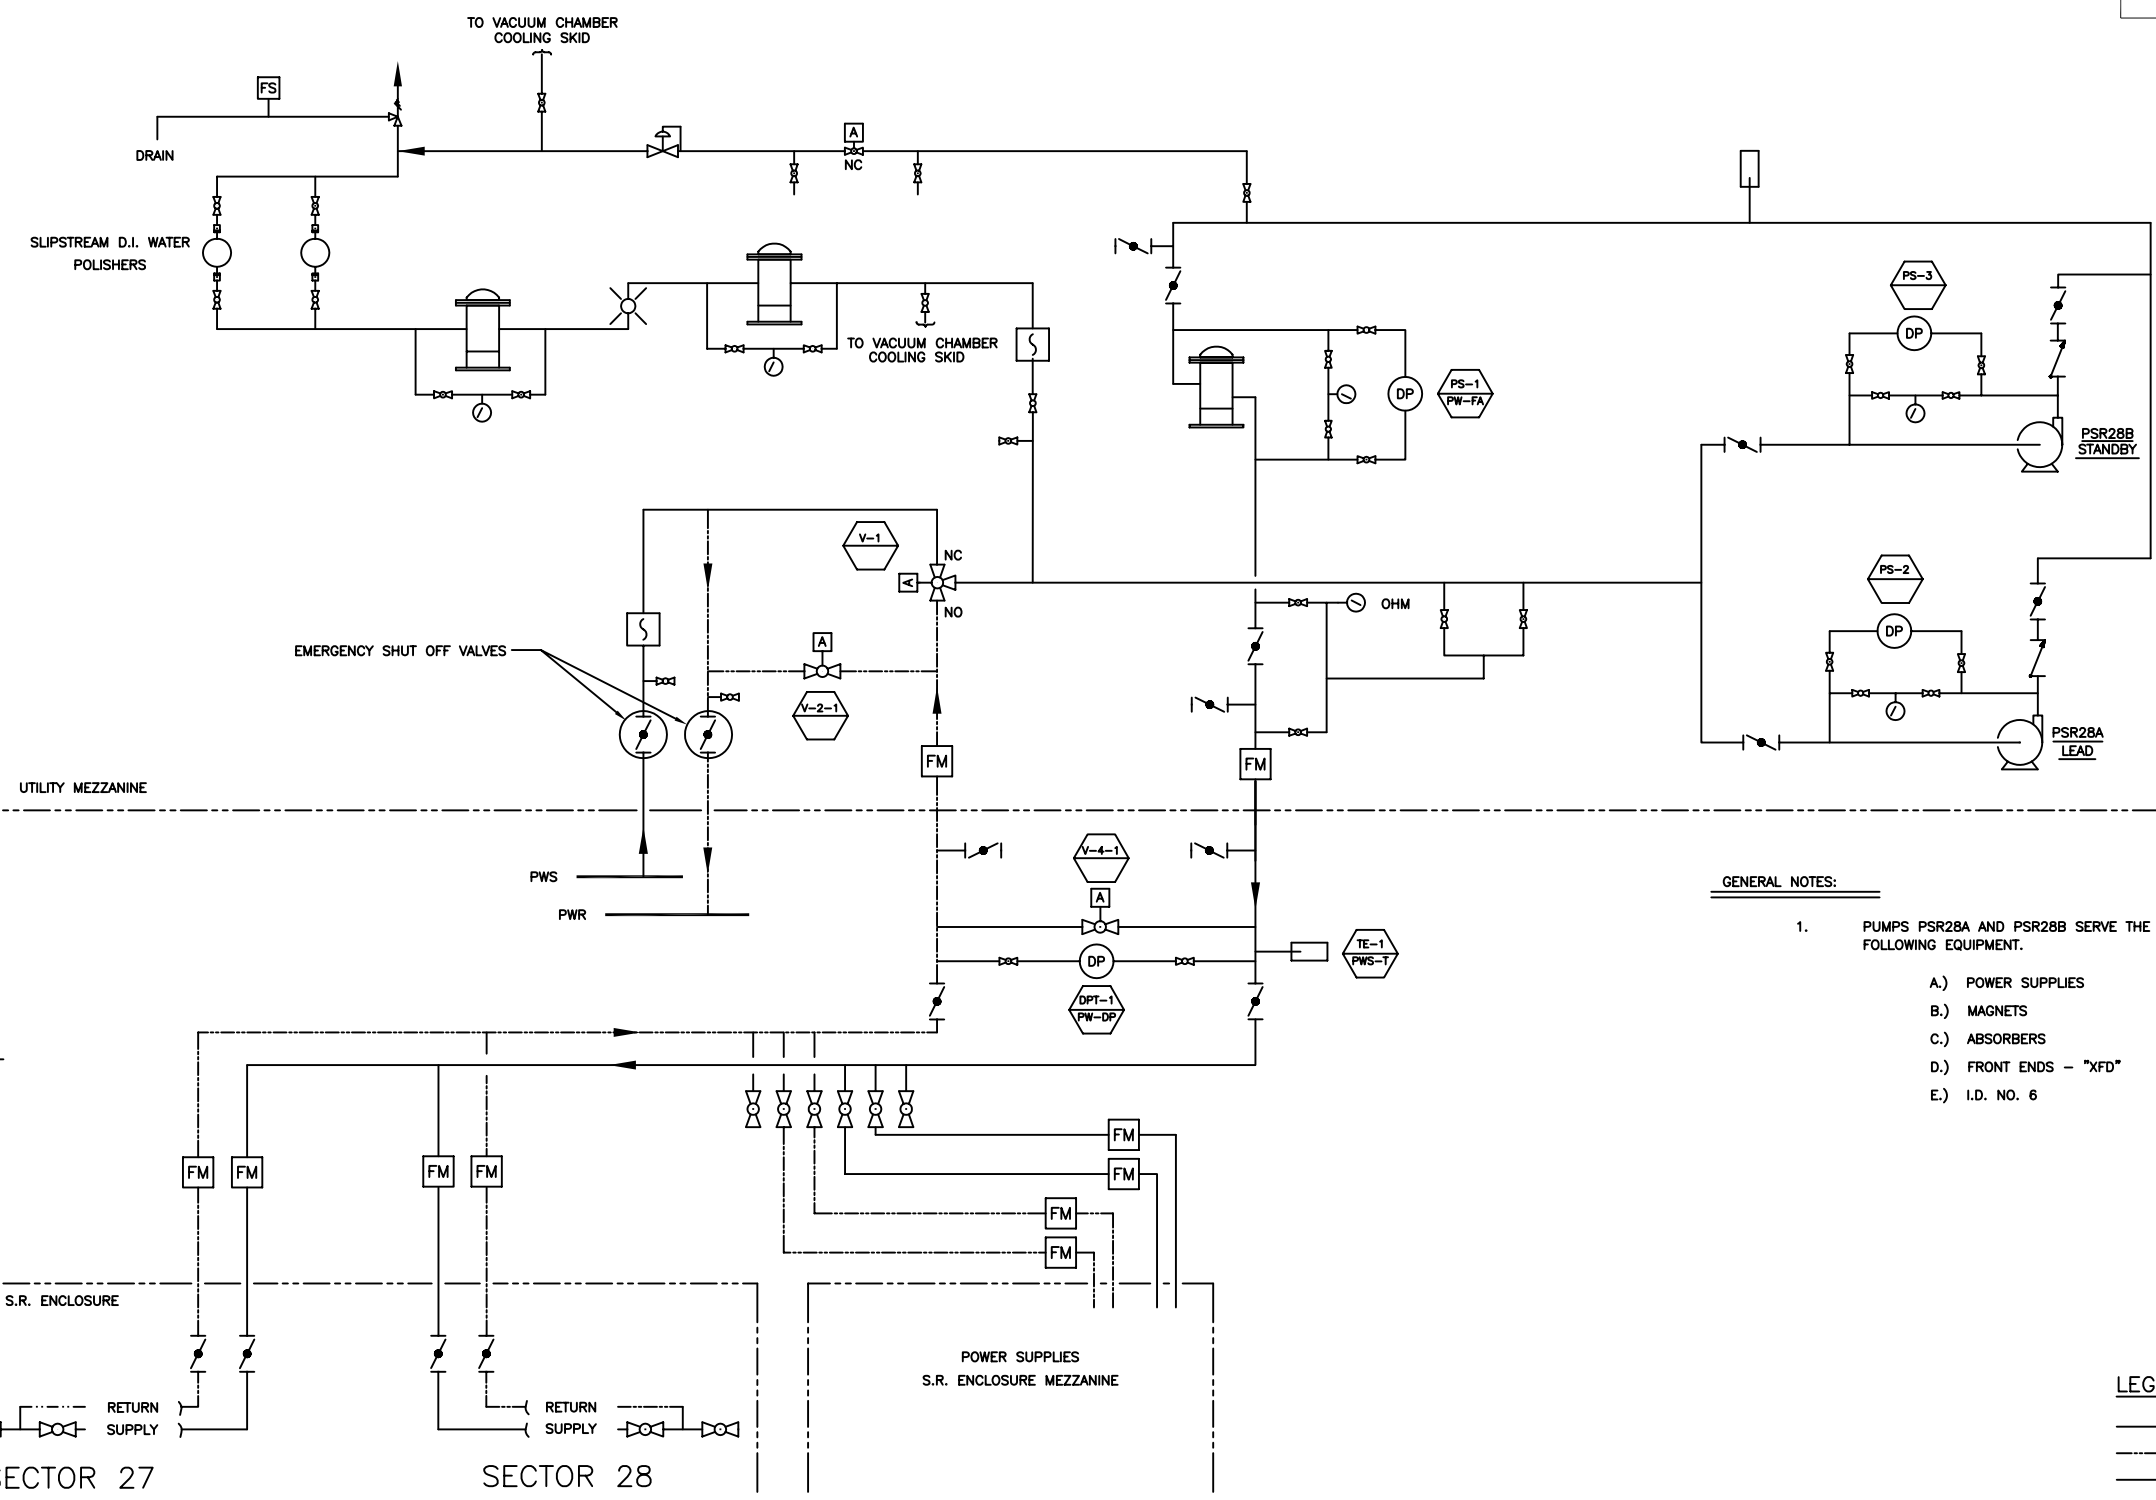 TO VACUUM CHAMBER
COOLING SKID
FS
DRAIN
A
NC
SLIPSTREAM D.I. WATER
POLISHERS
TO VACUUM CHAMBER
COOLING SKID
PS-3
DP
PS-1
PW-FA
DP
PSR28B
STANDBY
V-1
NC
A
NO
OHM
PS-2
DP
EMERGENCY SHUT OFF VALVES
A
V-2-1
PSR28A
LEAD
FM
FM
UTILITY MEZZANINE
PWS
PWR
V-4-1
A
DP
DPT-1
PW-DP
TE-1
PWS-T
GENERAL NOTES:
1. PUMPS PSR28A AND PSR28B SERVE THE
FOLLOWING EQUIPMENT.
A.) POWER SUPPLIES
B.) MAGNETS
C.) ABSORBERS
D.) FRONT ENDS - "XFD"
E.) I.D. NO. 6
FM
FM
FM
FM
FM
FM
FM
FM
S.R. ENCLOSURE
POWER SUPPLIES
S.R. ENCLOSURE MEZZANINE
RETURN
SUPPLY
RETURN
SUPPLY
SECTOR 28
27